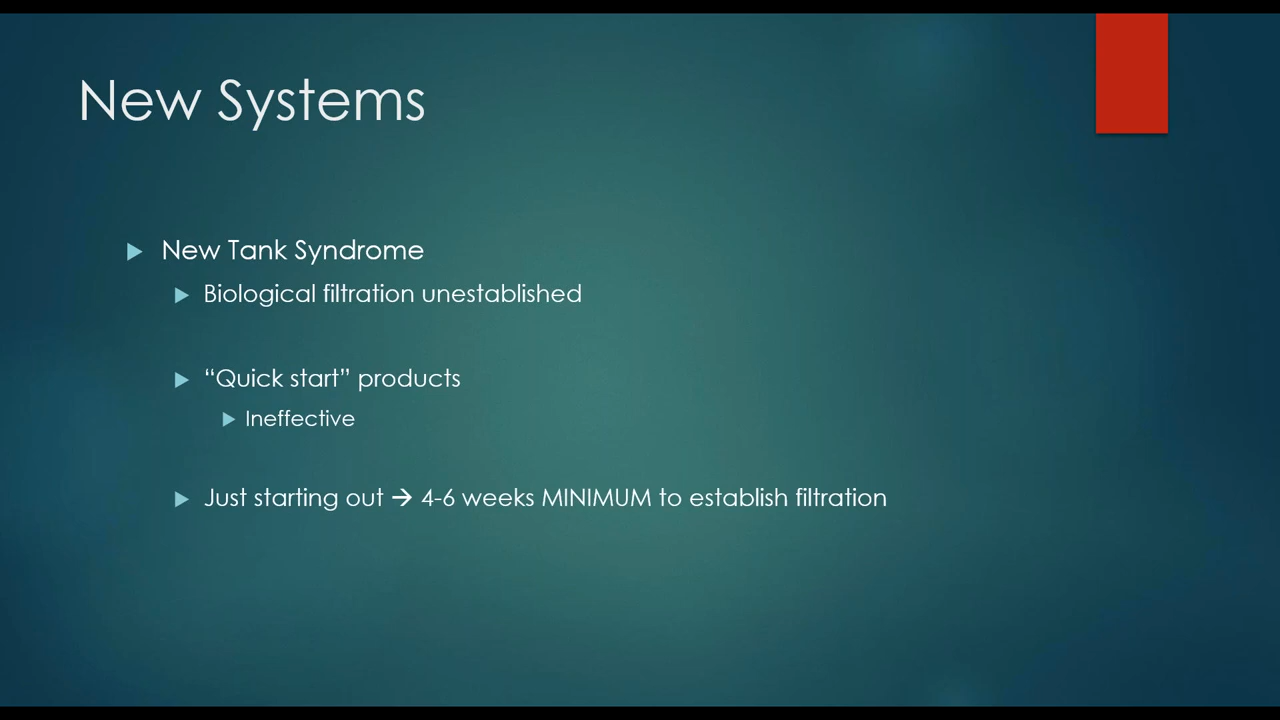 New Systems
New Tank Syndrome
Biological filtration unestablished
“Quick start” products
Ineffective
Just starting out → 4-6 weeks MINIMUM to establish filtration